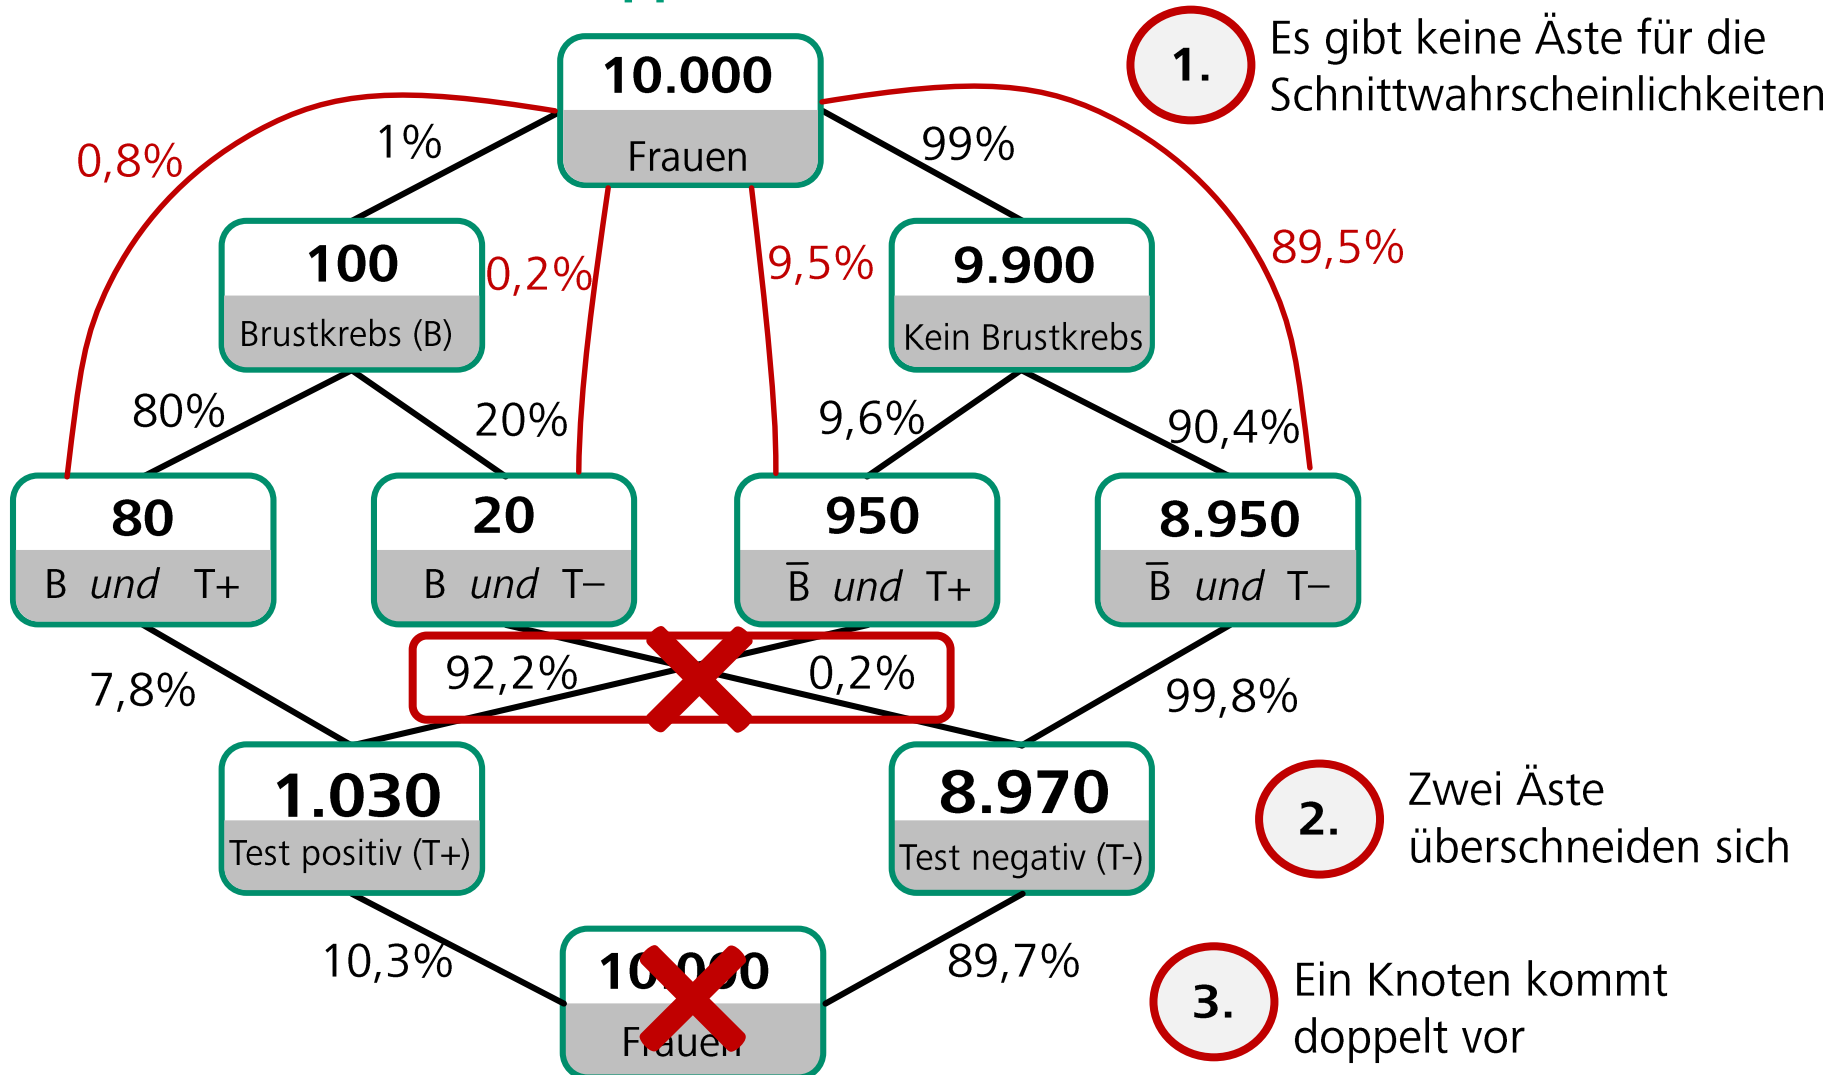 10.000
Frauen
1.
Es gibt keine Äste für die
Schnittwahrscheinlichkeiten
0,8%
1%
99%
89,5%
100
Brustkrebs (B)
0,2%
9,5%
9.900
Kein Brustkrebs
80%
20%
9,6%
90,4%
80
B und T+
20
B und T–
950
B̅ und T+
8.950
B̅ und T–
7,8%
92,2%
0,2%
99,8%
1.030
Test positiv (T+)
8.970
Test negativ (T-)
2.
Zwei Äste
überschneiden sich
10,3%
10.000
Frauen
89,7%
3.
Ein Knoten kommt
doppelt vor